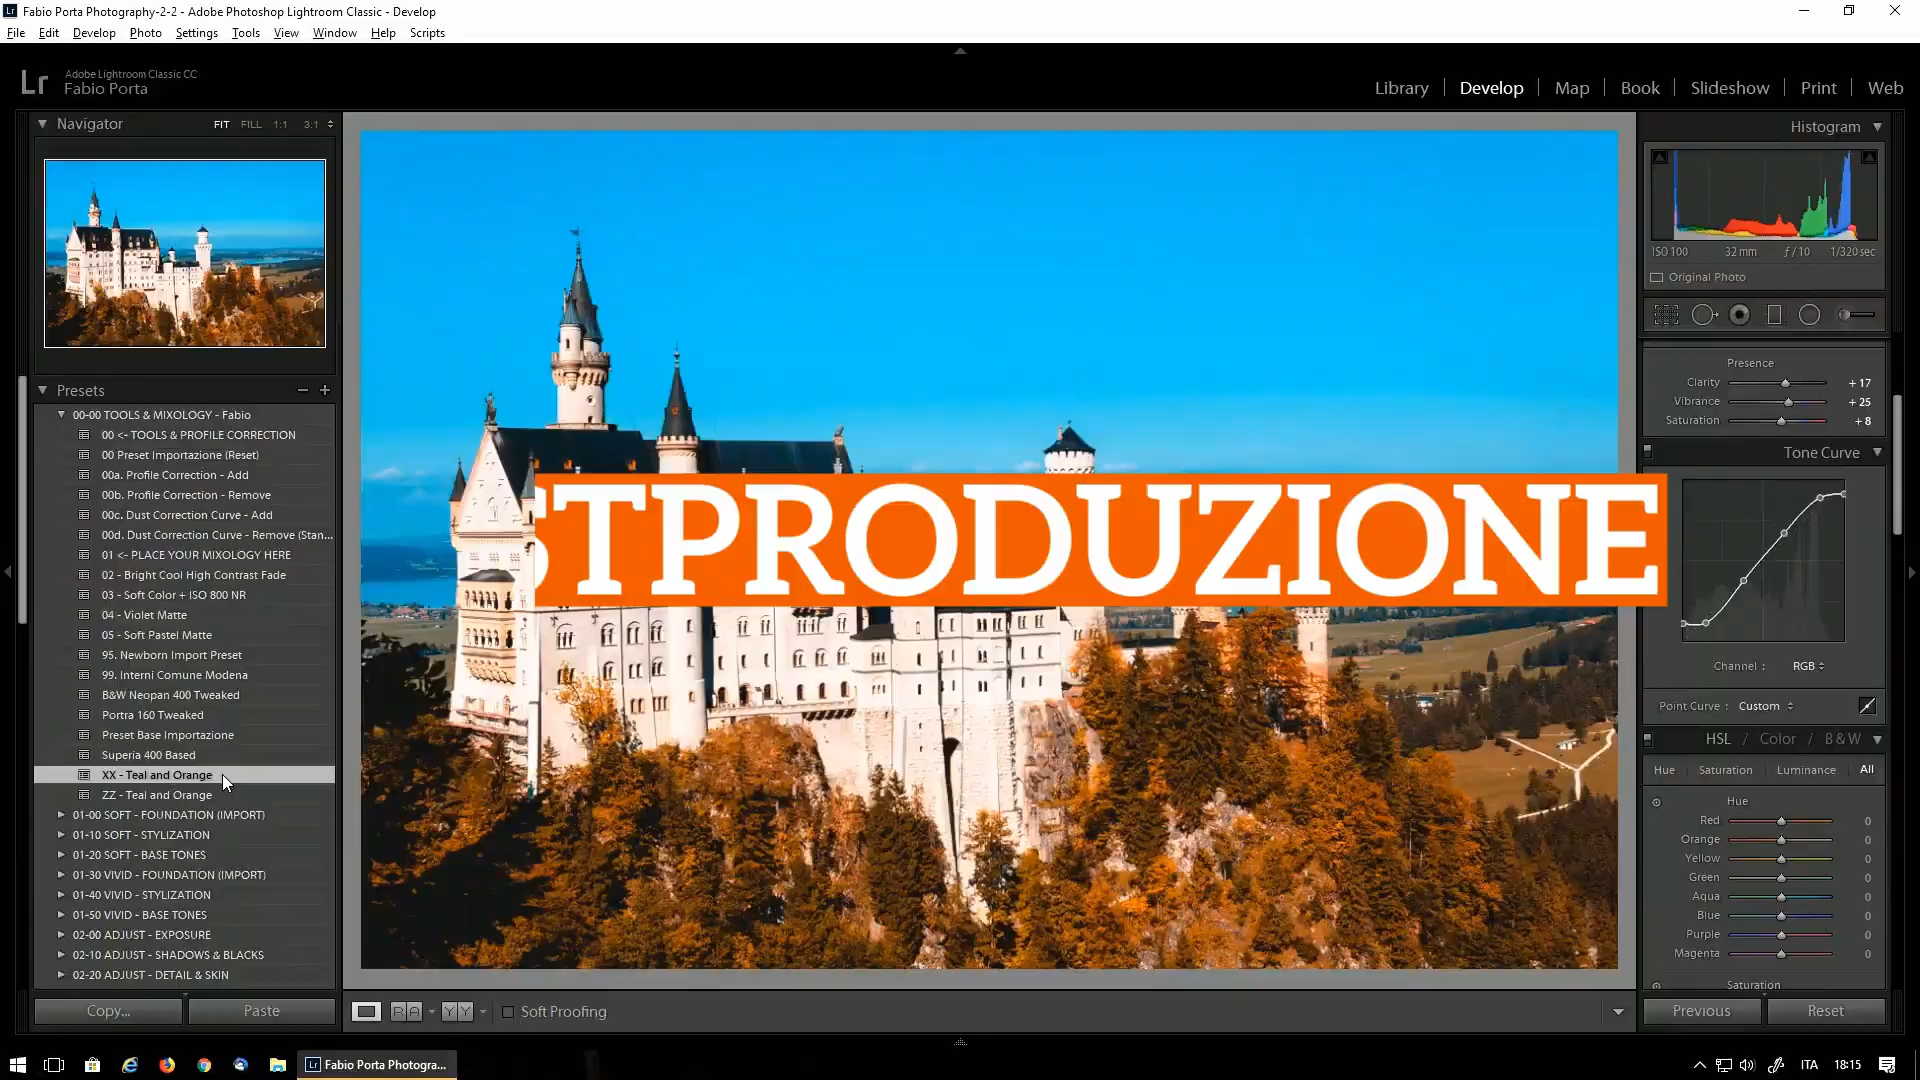 Fabio Porta Photography-2-2 - Adobe Photoshop Lightroom Classic - Develop
File Edit Develop Photo Settings Tools View Window Help Scripts
Lr
Adobe Lightroom Classic CC
Fabio Porta
Library Develop Map Book Slideshow Print Web
Navigator FIT FILL 1:1 3:1
Presets
00-00 TOOLS & MIXOLOGY - Fabio
00 <- TOOLS & PROFILE CORRECTION
00 Preset Importazione (Reset)
00a. Profile Correction - Add
00b. Profile Correction - Remove
00c. Dust Correction Curve - Add
00d. Dust Correction Curve - Remove (Stan...
01 <- PLACE YOUR MIXOLOGY HERE
02 - Bright Cool High Contrast Fade
03 - Soft Color + ISO 800 NR
04 - Violet Matte
05 - Soft Pastel Matte
95. Newborn Import Preset
99. Interni Comune Modena
B&W Neopan 400 Tweaked
Portra 160 Tweaked
Preset Base Importazione
Superia 400 Based
XX - Teal and Orange
ZZ - Teal and Orange
01-00 SOFT - FOUNDATION (IMPORT)
01-10 SOFT - STYLIZATION
01-20 SOFT - BASE TONES
01-30 VIVID - FOUNDATION (IMPORT)
01-40 VIVID - STYLIZATION
01-50 VIVID - BASE TONES
02-00 ADJUST - EXPOSURE
02-10 ADJUST - SHADOWS & BLACKS
02-20 ADJUST - DETAIL & SKIN
Copy... Paste
STPRODUZIONE
Soft Proofing
Histogram
ISO 100 32 mm ƒ / 10 1/320 sec
Original Photo
Presence
Clarity + 17
Vibrance + 25
Saturation + 8
Tone Curve
Channel : RGB
Point Curve : Custom
HSL / Color / B & W
Hue Saturation Luminance All
Hue
Red 0
Orange 0
Yellow 0
Green 0
Aqua 0
Blue 0
Purple 0
Magenta 0
Saturation
Previous Reset
Lr Fabio Porta Photogra...
ITA 18:15